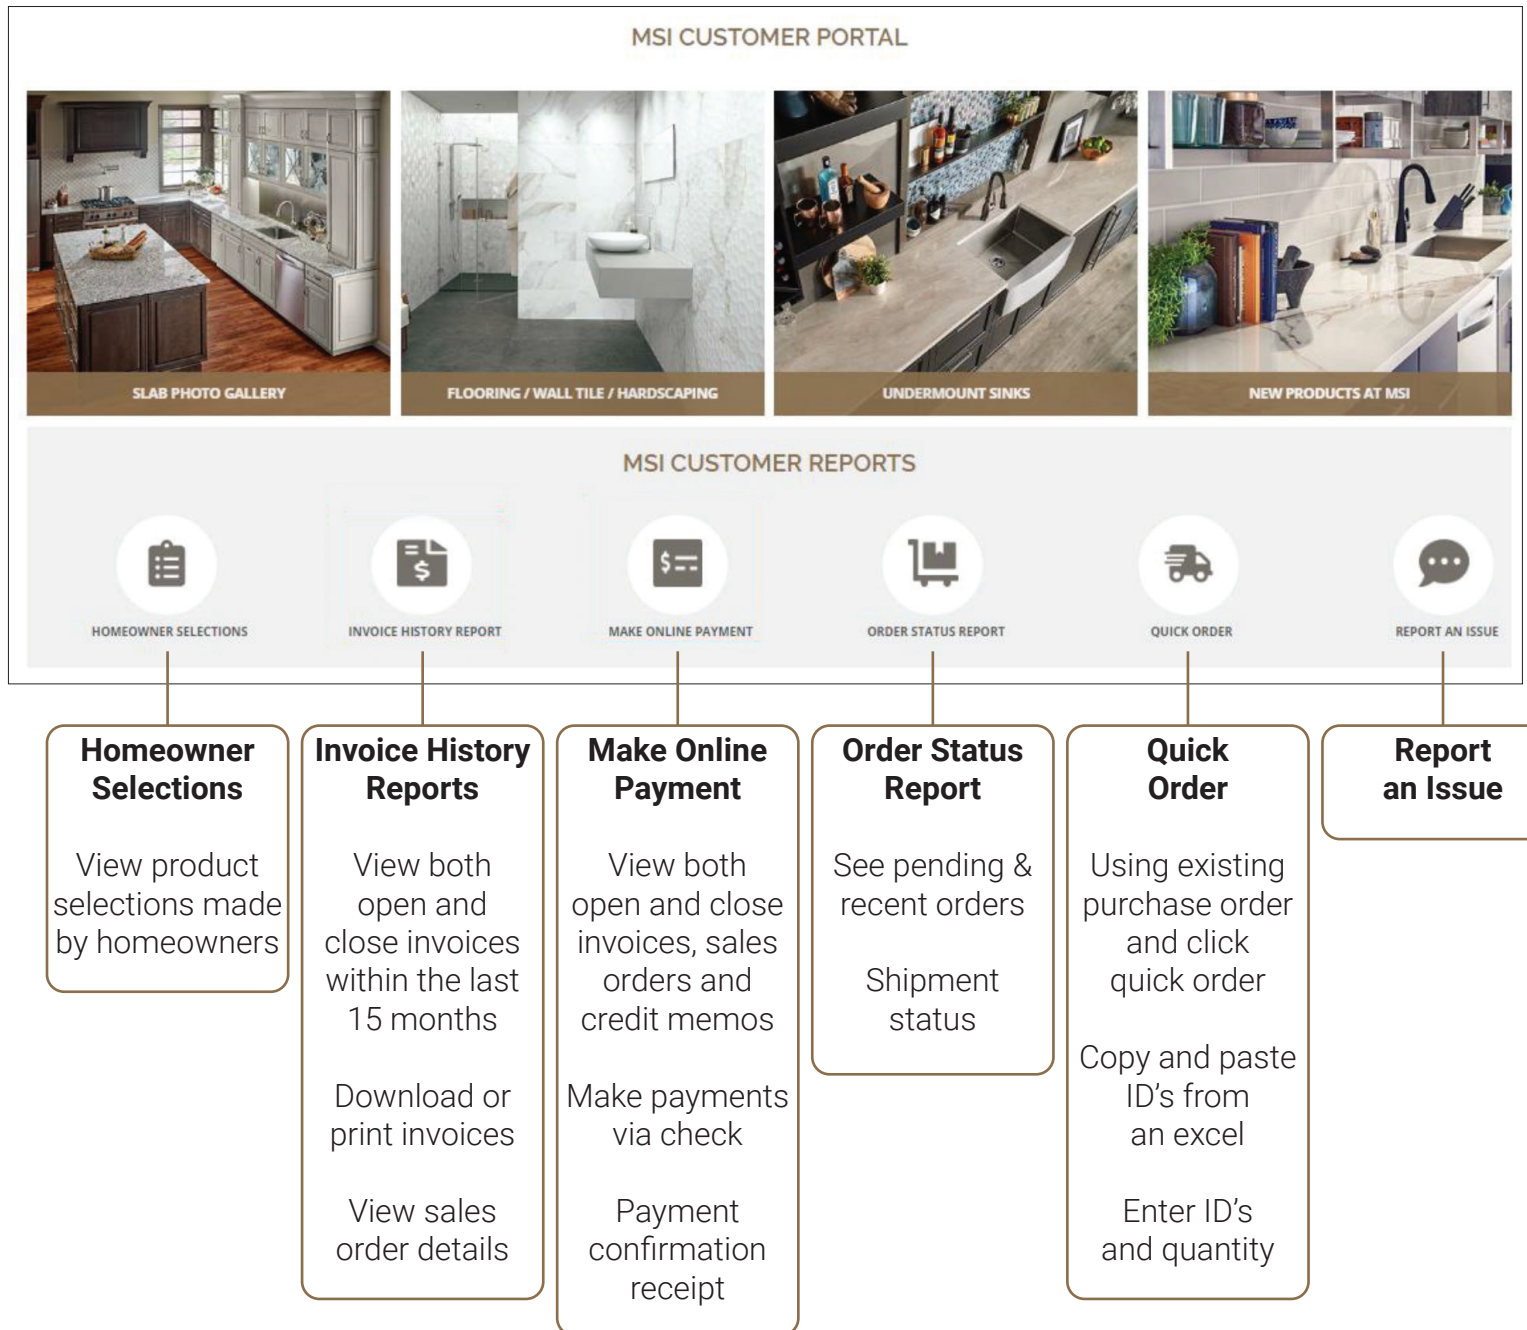 MSI CUSTOMER PORTAL
SLAB PHOTO GALLERY
FLOORING / WALL TILE / HARDSCAPING
UNDERMOUNT SINKS
NEW PRODUCTS AT MSI
MSI CUSTOMER REPORTS
HOMEOWNER SELECTIONS
INVOICE HISTORY REPORT
MAKE ONLINE PAYMENT
ORDER STATUS REPORT
QUICK ORDER
REPORT AN ISSUE
Homeowner
Selections
View product
selections made
by homeowners
Invoice History
Reports
View both
open and
close invoices
within the last
15 months
Download or
print invoices
View sales
order details
Make Online
Payment
View both
open and close
invoices, sales
orders and
credit memos
Make payments
via check
Payment
confirmation
receipt
Order Status
Report
See pending &
recent orders
Shipment
status
Quick
Order
Using existing
purchase order
and click
quick order
Copy and paste
ID’s from
an excel
Enter ID’s
and quantity
Report
an Issue